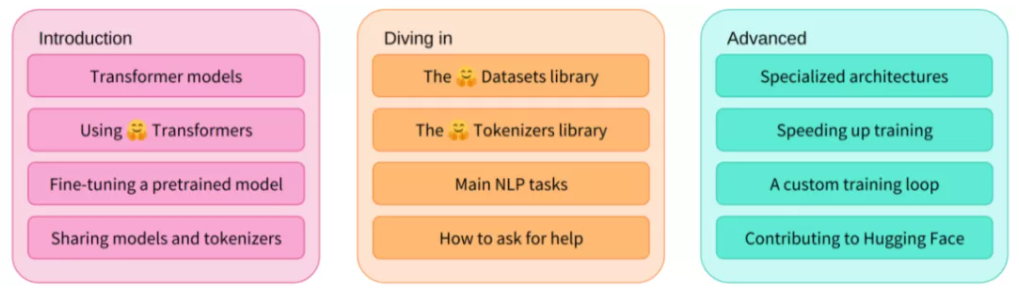 Introduction
Transformer models
Using 🤗 Transformers
Fine-tuning a pretrained model
Sharing models and tokenizers
Diving in
The 🤗 Datasets library
The 🤗 Tokenizers library
Main NLP tasks
How to ask for help
Advanced
Specialized architectures
Speeding up training
A custom training loop
Contributing to Hugging Face